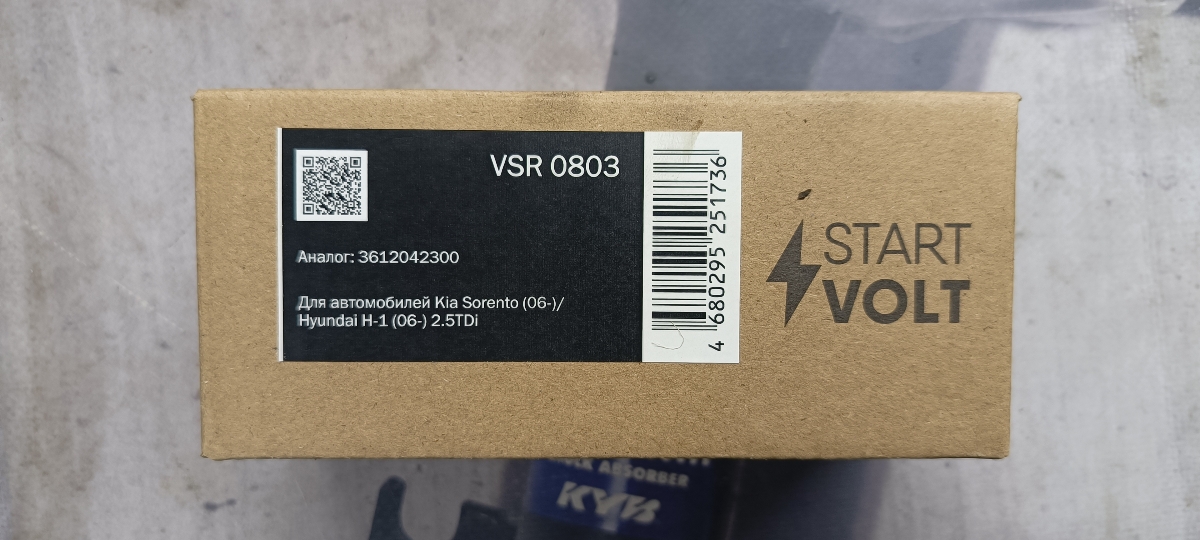 VSR 0803
Аналог: 3612042300
Для автомобилей Kia Sorento (06-)/
Hyundai H-1 (06-) 2.5TDi
4 680295 251736
START
VOLT
ABSORBER
KYB